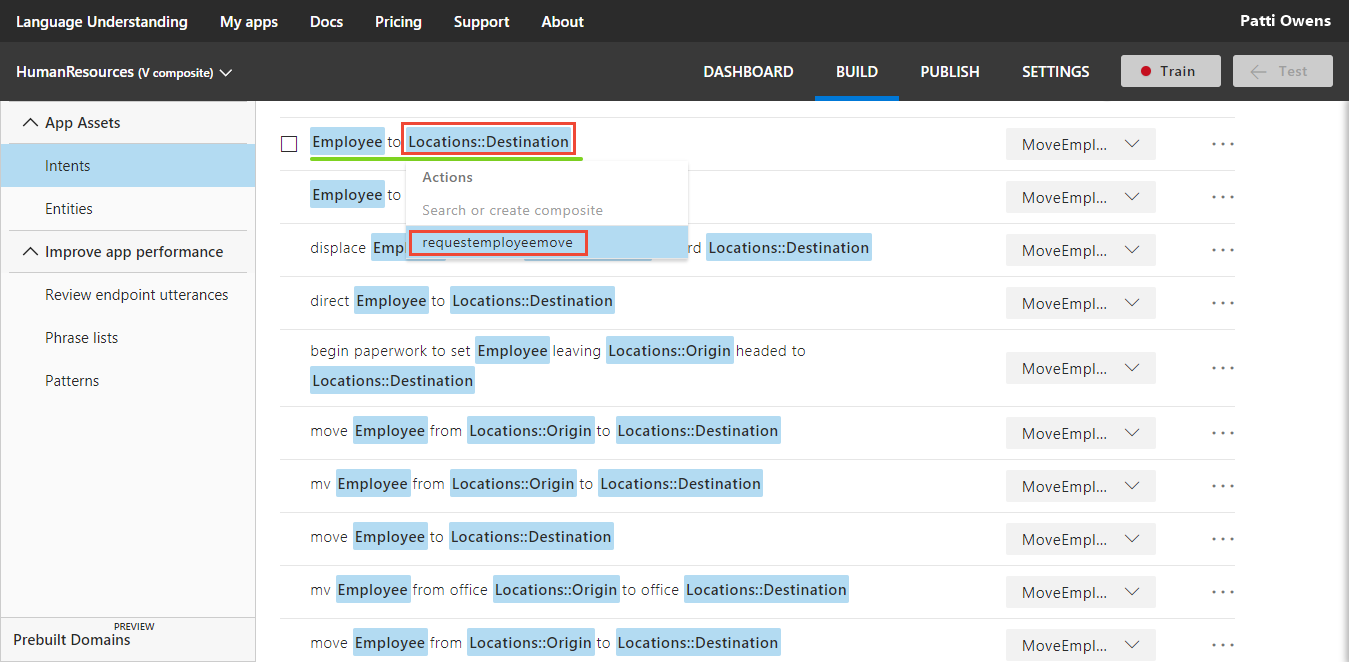 Language Understanding My apps Docs Pricing Support About Patti Owens
HumanResources (V composite) DASHBOARD BUILD PUBLISH SETTINGS Train Test
App Assets
Intents
Entities
Improve app performance
Review endpoint utterances
Phrase lists
Patterns
PREVIEW
Prebuilt Domains
Employee to Locations::Destination MoveEmpl...
Actions
Search or create composite
requestemployeemove
Employee to MoveEmpl...
displace Locations::Destination MoveEmpl...
direct Employee to Locations::Destination MoveEmpl...
begin paperwork to set Employee leaving Locations::Origin headed to
Locations::Destination MoveEmpl...
move Employee from Locations::Origin to Locations::Destination MoveEmpl...
mv Employee from Locations::Origin to Locations::Destination MoveEmpl...
move Employee to Locations::Destination MoveEmpl...
mv Employee from office Locations::Origin to office Locations::Destination MoveEmpl...
move Employee from Locations::Origin to Locations::Destination MoveEmpl...